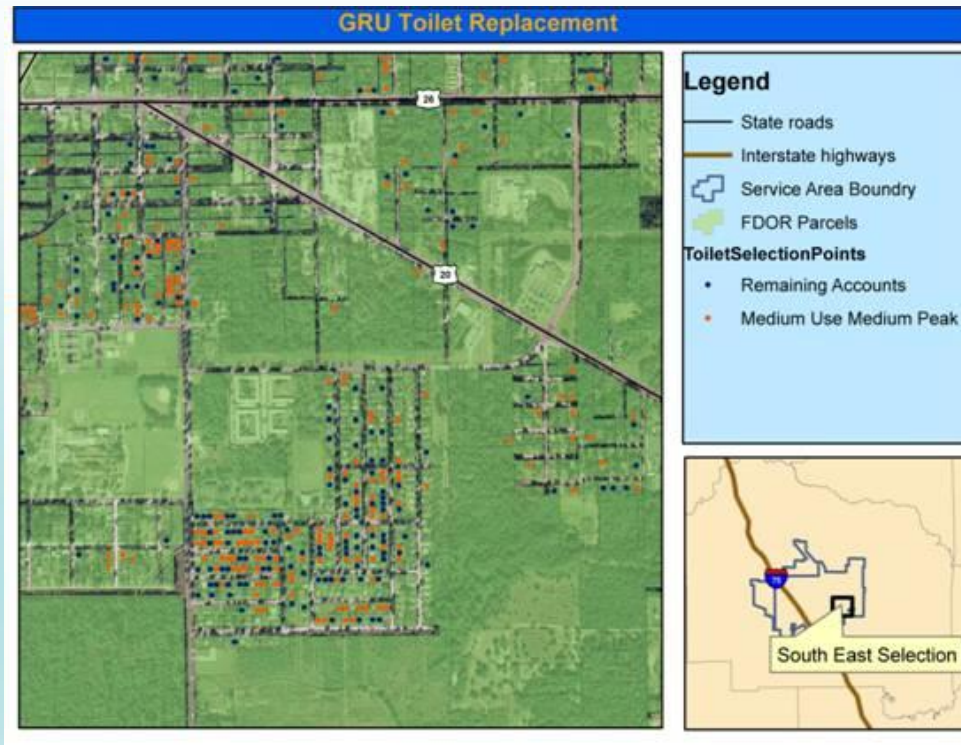 GRU Toilet Replacement
26
20
Legend
State roads
Interstate highways
Service Area Boundry
FDOR Parcels
ToiletSelectionPoints
Remaining Accounts
Medium Use Medium Peak
75
South East Selection